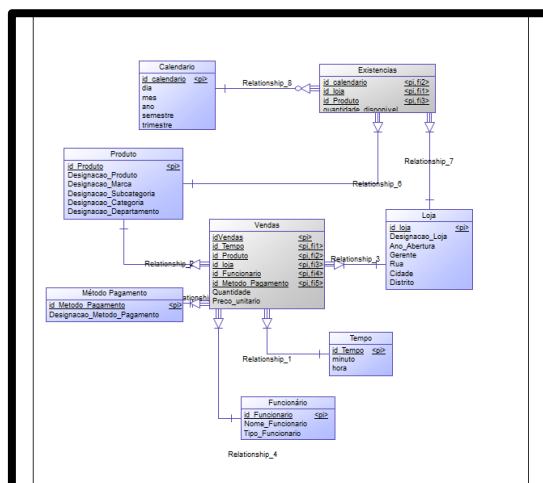 Calendario
id_calendario <pi>
dia
mes
ano
semestre
trimestre
Relationship_8
Existencias
id_calendario <pi,fi2>
id_loja <pi,fi1>
id_Produto <pi,fi3>
quantidade_disponivel
Relationship_7
Produto
id_Produto <pi>
Designacao_Produto
Designacao_Marca
Designacao_Subcategoria
Designacao_Categoria
Designacao_Departamento
Relationship_6
Loja
id_loja <pi>
Designacao_Loja
Ano_Abertura
Gerente
Rua
Cidade
Distrito
Vendas
idVendas <pi>
id_Tempo <pi,fi1>
id_Produto <pi,fi2>
id_loja <pi,fi3>
id_Funcionario <pi,fi4>
id_Metodo_Pagamento <pi,fi5>
Quantidade
Preco_unitario
Relationship_2
Relationship_3
Método Pagamento
id_Metodo_Pagamento <pi>
Designacao_Metodo_Pagamento
Relationship_1
Tempo
id_Tempo <pi>
minuto
hora
Funcionário
id_Funcionario <pi>
Nome_Funcionario
Tipo_Funcionario
Relationship_4